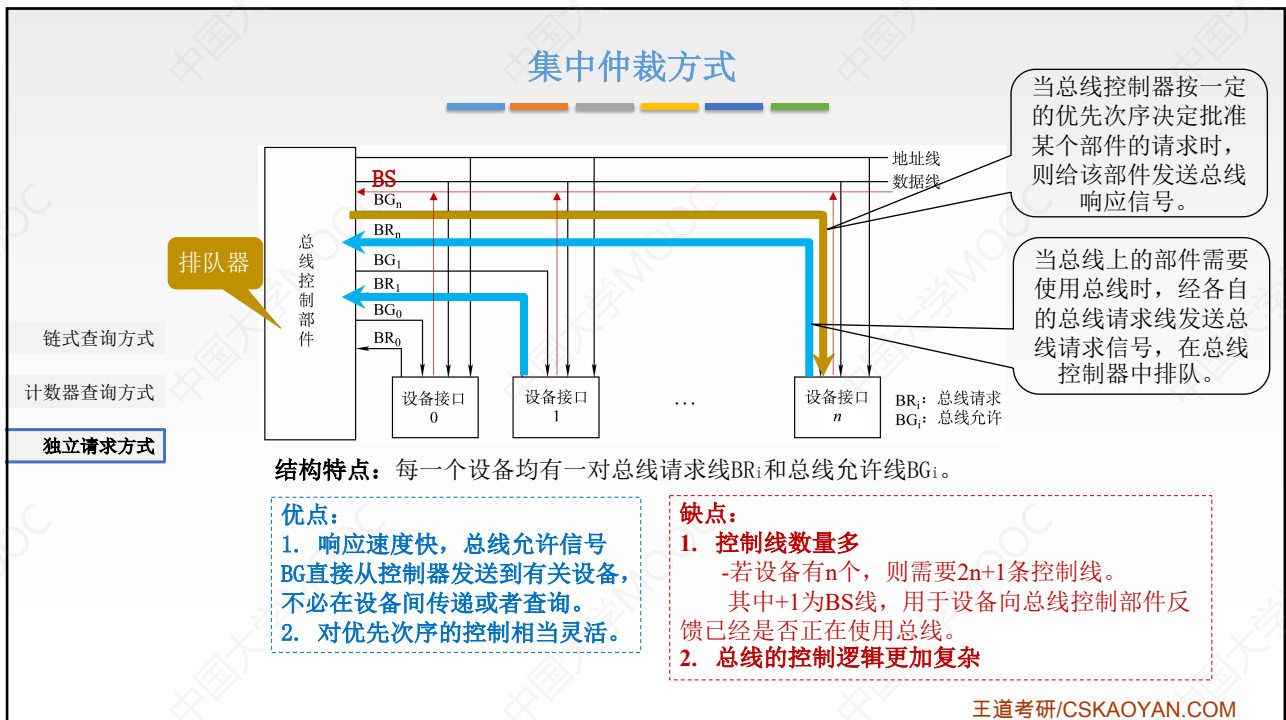 集中仲裁方式
当总线控制器按一定
的优先次序决定批准
某个部件的请求时，
则给该部件发送总线
响应信号。
地址线
数据线
BS
BGn
BRn
BG1
BR1
BG0
BR0
总线控制部件
排队器
当总线上的部件需要
使用总线时，经各自
的总线请求线发送总
线请求信号，在总线
控制器中排队。
链式查询方式
计数器查询方式
独立请求方式
设备接口
0
设备接口
1
...
设备接口
n
BRi：总线请求
BGi：总线允许
结构特点：每一个设备均有一对总线请求线BRi和总线允许线BGi。
优点：
1. 响应速度快，总线允许信号
BG直接从控制器发送到有关设备，
不必在设备间传递或者查询。
2. 对优先次序的控制相当灵活。
缺点：
1. 控制线数量多
-若设备有n个，则需要2n+1条控制线。
其中+1为BS线，用于设备向总线控制部件反
馈已经是否正在使用总线。
2. 总线的控制逻辑更加复杂
王道考研/CSKAOYAN.COM
中国大学MOOC